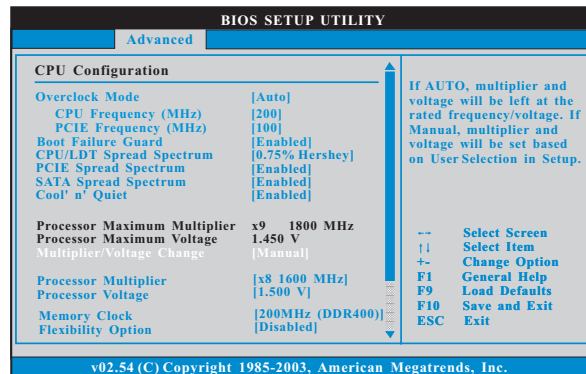 BIOS SETUP UTILITY
Advanced
CPU Configuration
Overclock Mode [Auto]
CPU Frequency (MHz) [200]
PCIE Frequency (MHz) [100]
Boot Failure Guard [Enabled]
CPU/LDT Spread Spectrum [0.75% Hershey]
PCIE Spread Spectrum [Enabled]
SATA Spread Spectrum [Enabled]
Cool' n' Quiet [Enabled]
Processor Maximum Multiplier x9 1800 MHz
Processor Maximum Voltage 1.450 V
Multiplier/Voltage Change [Manual]
Processor Multiplier [x8 1600 MHz]
Processor Voltage [1.500 V]
Memory Clock [200MHz (DDR400)]
Flexibility Option [Disabled]
If AUTO, multiplier and
voltage will be left at the
rated frequency/voltage. If
Manual, multiplier and
voltage will be set based
on User Selection in Setup.
←→ Select Screen
↑↓ Select Item
+- Change Option
F1 General Help
F9 Load Defaults
F10 Save and Exit
ESC Exit
v02.54 (C) Copyright 1985-2003, American Megatrends, Inc.